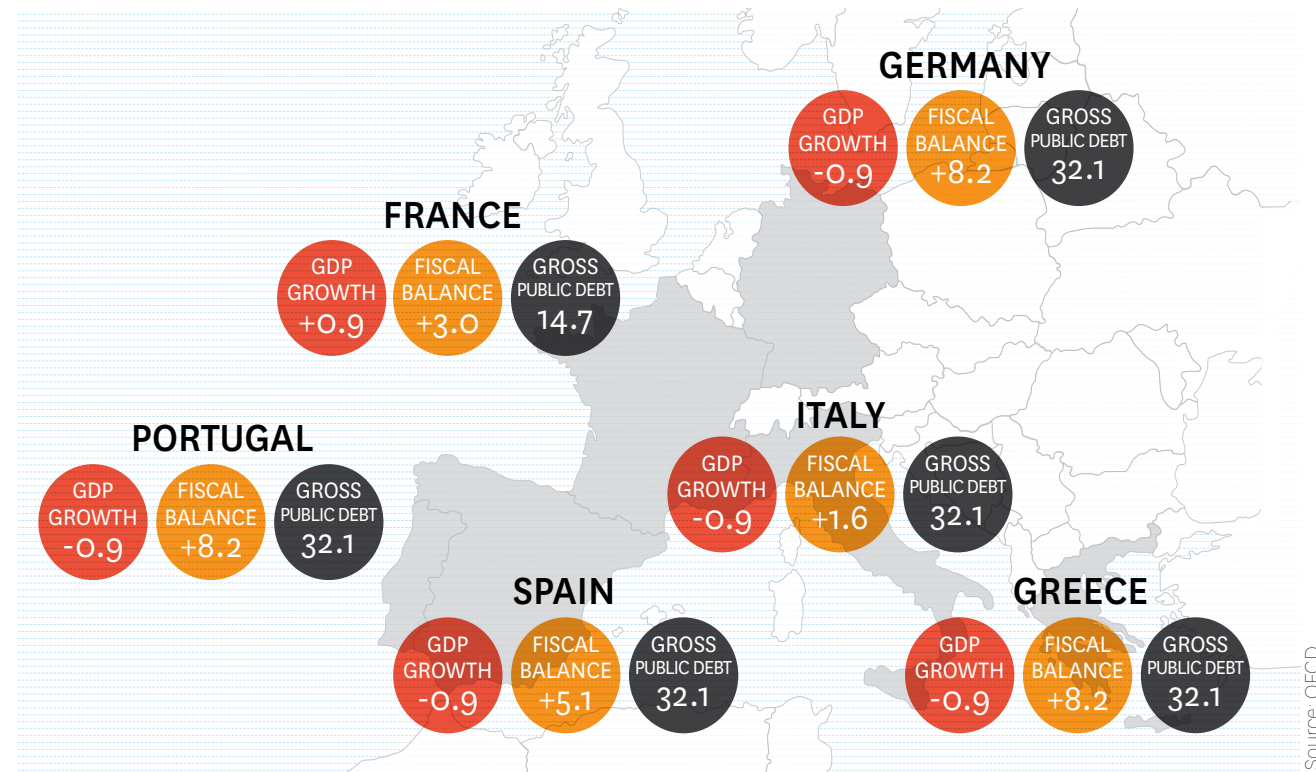 GERMANY
GDP
GROWTH
-0.9
FISCAL
BALANCE
+8.2
GROSS
PUBLIC DEBT
32.1
FRANCE
GDP
GROWTH
+0.9
FISCAL
BALANCE
+3.0
GROSS
PUBLIC DEBT
14.7
ITALY
GDP
GROWTH
-0.9
FISCAL
BALANCE
+1.6
GROSS
PUBLIC DEBT
32.1
PORTUGAL
GDP
GROWTH
-0.9
FISCAL
BALANCE
+8.2
GROSS
PUBLIC DEBT
32.1
SPAIN
GDP
GROWTH
-0.9
FISCAL
BALANCE
+5.1
GROSS
PUBLIC DEBT
32.1
GREECE
GDP
GROWTH
-0.9
FISCAL
BALANCE
+8.2
GROSS
PUBLIC DEBT
32.1
Source: OECD